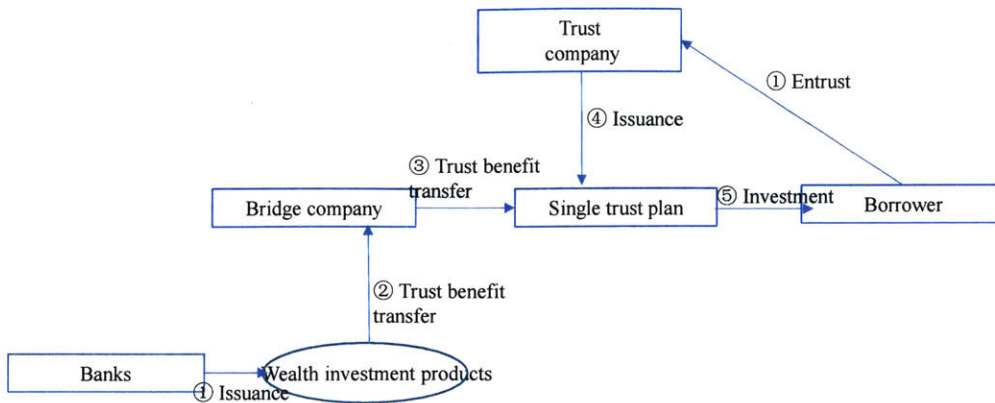 Trust
company
① Entrust
④ Issuance
③ Trust benefit
transfer
Bridge company
Single trust plan
⑤ Investment
Borrower
② Trust benefit
transfer
Banks
① Issuance
Wealth investment products